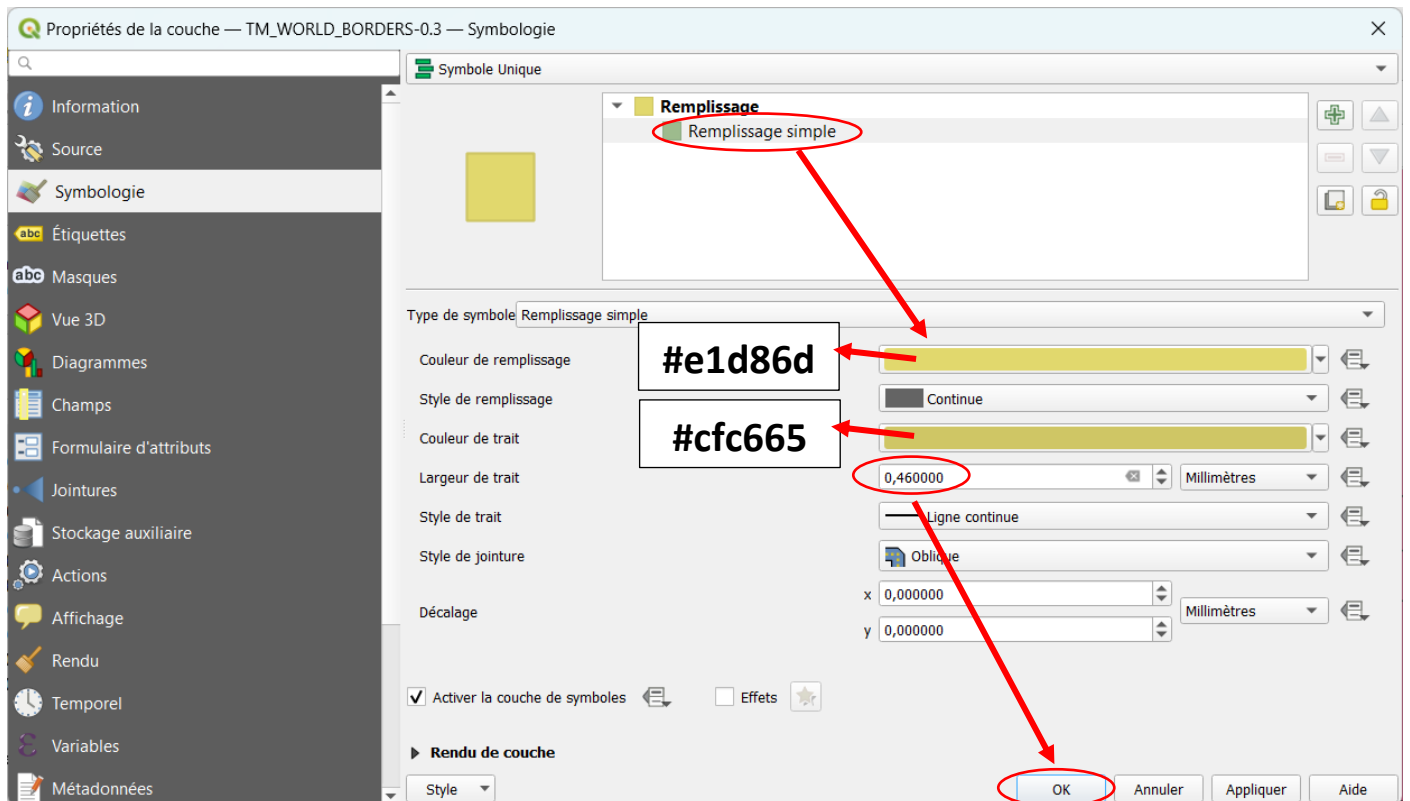 Propriétés de la couche — TM_WORLD_BORDERS-0.3 — Symbologie
Information
Source
Symbologie
abc Étiquettes
abc Masques
Vue 3D
Diagrammes
Champs
Formulaire d'attributs
Jointures
Stockage auxiliaire
Actions
Affichage
Rendu
Temporel
Variables
Métadonnées
Symbole Unique
Remplissage
Remplissage simple
Type de symbole Remplissage simple
Couleur de remplissage #e1d86d
Style de remplissage Continue
Couleur de trait #cfc665
Largeur de trait 0,460000 Millimètres
Style de trait Ligne continue
Style de jointure Oblique
Décalage x 0,000000 Millimètres
y 0,000000
Activer la couche de symboles Effets
Rendu de couche
Style OK Annuler Appliquer Aide